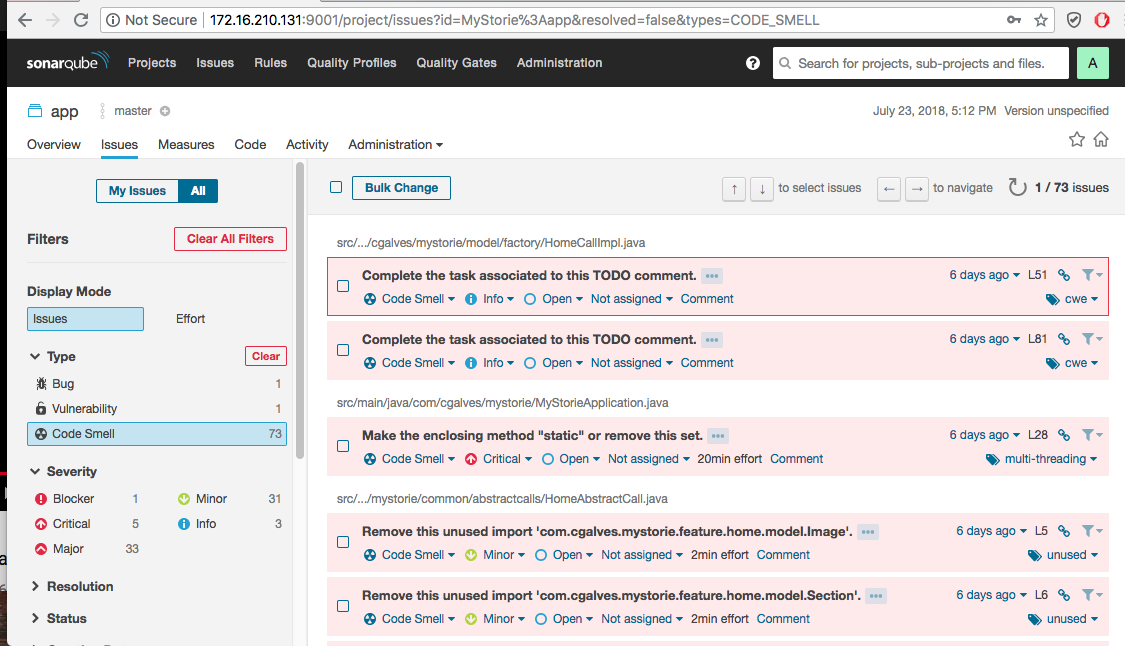 Not Secure 172.16.210.131:9001/project/issues?id=MyStorie%3Aapp&resolved=false&types=CODE_SMELL
sonarqube Projects Issues Rules Quality Profiles Quality Gates Administration ? Search for projects, sub-projects and files. A
app master July 23, 2018, 5:12 PM Version unspecified
Overview Issues Measures Code Activity Administration
My Issues All
Bulk Change ↑ ↓ to select issues ← → to navigate 1 / 73 issues
Filters Clear All Filters
Display Mode
Issues Effort
Type Clear
Bug 1
Vulnerability 1
Code Smell 73
Severity
Blocker 1 Minor 31
Critical 5 Info 3
Major 33
Resolution
Status
src/.../cgalves/mystorie/model/factory/HomeCallImpl.java
Complete the task associated to this TODO comment. ••• 6 days ago L51
Code Smell Info Open Not assigned Comment cwe
Complete the task associated to this TODO comment. ••• 6 days ago L81
Code Smell Info Open Not assigned Comment cwe
src/main/java/com/cgalves/mystorie/MyStorieApplication.java
Make the enclosing method "static" or remove this set. ••• 6 days ago L28
Code Smell Critical Open Not assigned 20min effort Comment multi-threading
src/.../mystorie/common/abstractcalls/HomeAbstractCall.java
Remove this unused import 'com.cgalves.mystorie.feature.home.model.Image'. ••• 6 days ago L5
Code Smell Minor Open Not assigned 2min effort Comment unused
Remove this unused import 'com.cgalves.mystorie.feature.home.model.Section'. ••• 6 days ago L6
Code Smell Minor Open Not assigned 2min effort Comment unused